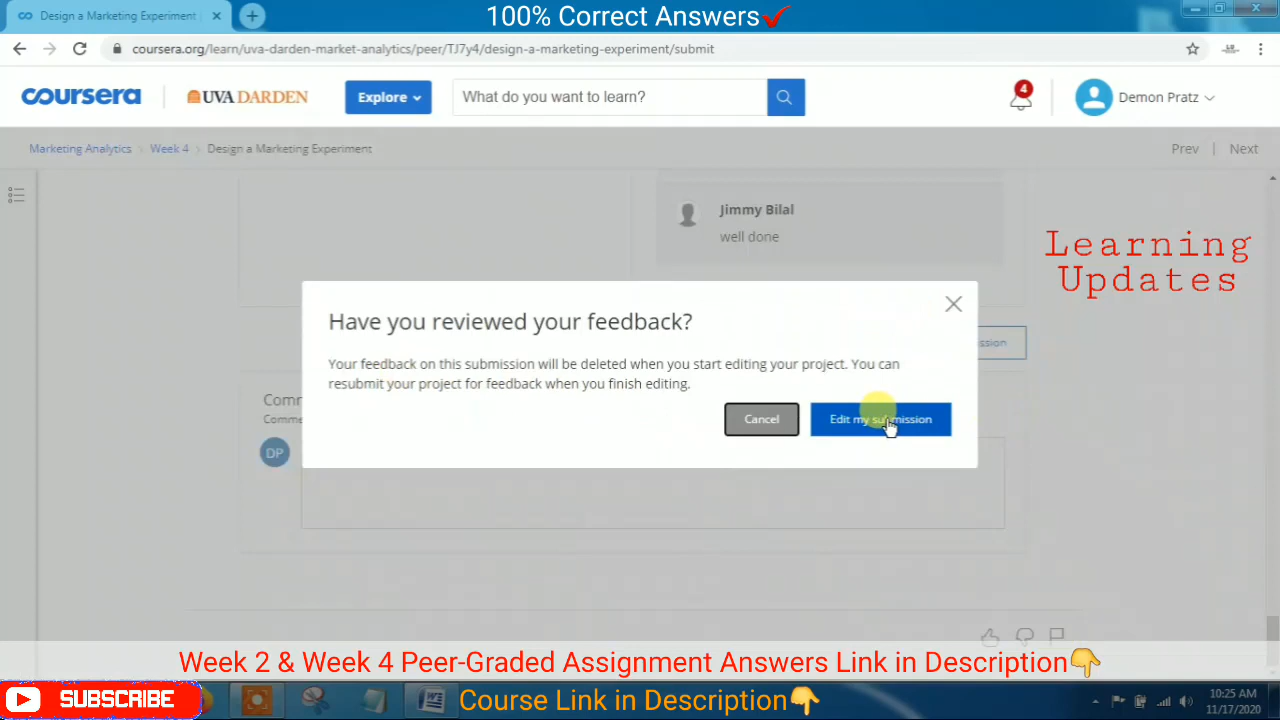 100% Correct Answers
Design a Marketing Experiment
coursera.org/learn/uva-darden-market-analytics/peer/TJ7y4/design-a-marketing-experiment/submit
coursera
UVA DARDEN
Explore
What do you want to learn?
4
Demon Pratz
Marketing Analytics
Week 4
Design a Marketing Experiment
Prev | Next
Jimmy Bilal
well done
Learning
Updates
Have you reviewed your feedback?
Your feedback on this submission will be deleted when you start editing your project. You can
resubmit your project for feedback when you finish editing.
Cancel
Edit my submission
ssion
Comm
Comme
DP
Week 2 & Week 4 Peer-Graded Assignment Answers Link in Description
SUBSCRIBE
Course Link in Description
10:25 AM
11/17/2020